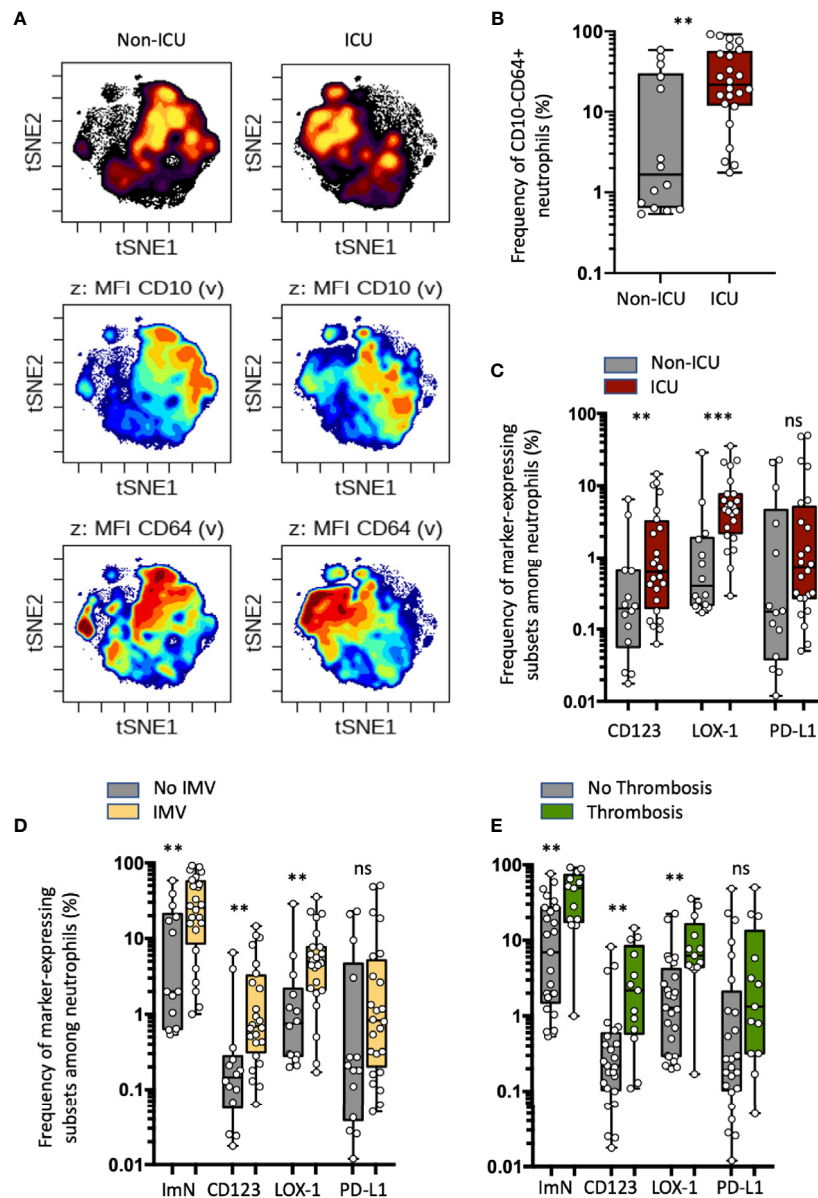 A
Non-ICU
ICU
tSNE2
tSNE2
tSNE1
tSNE1
z: MFI CD10 (v)
z: MFI CD10 (v)
tSNE2
tSNE2
tSNE1
tSNE1
z: MFI CD64 (v)
z: MFI CD64 (v)
tSNE2
tSNE2
tSNE1
tSNE1
B
**
Frequency of CD10-CD64+
neutrophils (%)
100
10
1
0.1
Non-ICU
ICU
C
Non-ICU
ICU
Frequency of marker-expressing
subsets among neutrophils (%)
100
10
1
0.1
0.01
**
***
ns
CD123
LOX-1
PD-L1
D
No IMV
IMV
Frequency of marker-expressing
subsets among neutrophils (%)
100
10
1
0.1
0.01
**
**
**
ns
ImN
CD123
LOX-1
PD-L1
E
No Thrombosis
Thrombosis
100
10
1
0.1
0.01
**
**
**
ns
ImN
CD123
LOX-1
PD-L1